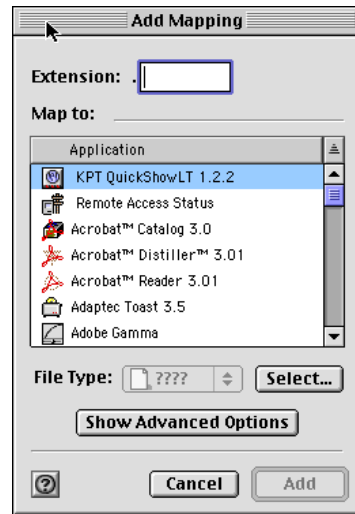 Add Mapping
Extension: .
Map to:
Application
KPT QuickShowLT 1.2.2
Remote Access Status
Acrobat™ Catalog 3.0
Acrobat™ Distiller™ 3.01
Acrobat™ Reader 3.01
Adaptec Toast 3.5
Adobe Gamma
File Type: ???? Select...
Show Advanced Options
? Cancel Add